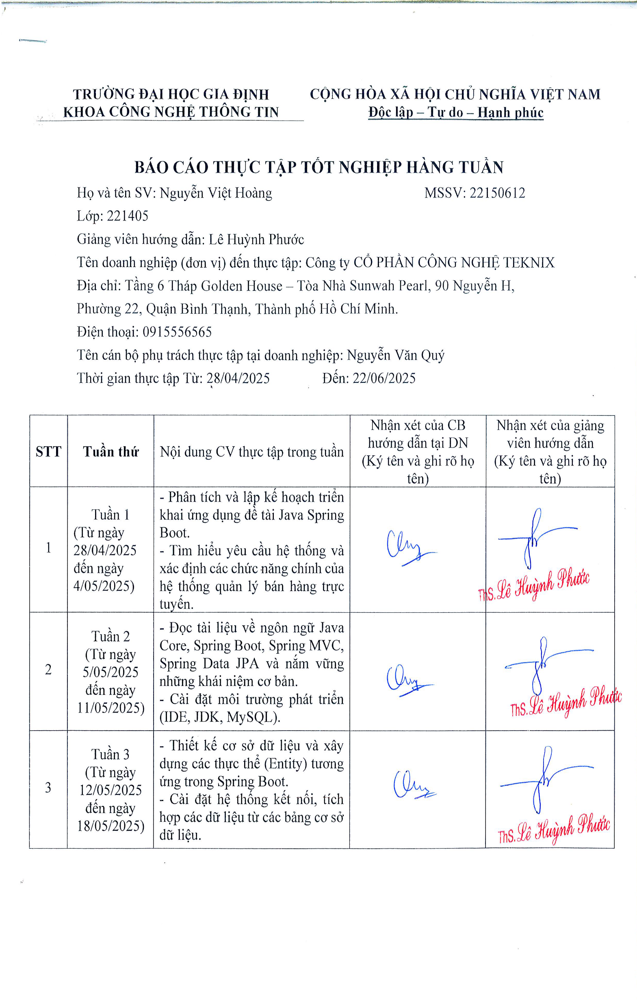 TRƯỜNG ĐẠI HỌC GIA ĐỊNH
KHOA CÔNG NGHỆ THÔNG TIN
CỘNG HÒA XÃ HỘI CHỦ NGHĨA VIỆT NAM
Độc lập – Tự do – Hạnh phúc
BÁO CÁO THỰC TẬP TỐT NGHIỆP HÀNG TUẦN
Họ và tên SV: Nguyễn Việt Hoàng MSSV: 22150612
Lớp: 221405
Giảng viên hướng dẫn: Lê Huỳnh Phước
Tên doanh nghiệp (đơn vị) đến thực tập: Công ty CỔ PHẦN CÔNG NGHỆ TEKNIX
Địa chỉ: Tầng 6 Tháp Golden House – Tòa Nhà Sunwah Pearl, 90 Nguyễn H,
Phường 22, Quận Bình Thạnh, Thành phố Hồ Chí Minh.
Điện thoại: 0915556565
Tên cán bộ phụ trách thực tập tại doanh nghiệp: Nguyễn Văn Quý
Thời gian thực tập Từ: 28/04/2025 Đến: 22/06/2025
STT
Tuần thứ
Nội dung CV thực tập trong tuần
Nhận xét của CB
hướng dẫn tại DN
(Ký tên và ghi rõ họ
tên)
Nhận xét của giảng
viên hướng dẫn
(Ký tên và ghi rõ họ
tên)
1
Tuần 1
(Từ ngày
28/04/2025
đến ngày
4/05/2025)
- Phân tích và lập kế hoạch triển
khai ứng dụng đề tài Java Spring
Boot.
- Tìm hiểu yêu cầu hệ thống và
xác định các chức năng chính của
hệ thống quản lý bán hàng trực
tuyến.
ThS. Lê Huỳnh Phước
2
Tuần 2
(Từ ngày
5/05/2025
đến ngày
11/05/2025)
- Đọc tài liệu về ngôn ngữ Java
Core, Spring Boot, Spring MVC,
Spring Data JPA và nắm vững
những khái niệm cơ bản.
- Cài đặt môi trường phát triển
(IDE, JDK, MySQL).
ThS. Lê Huỳnh Phước
3
Tuần 3
(Từ ngày
12/05/2025
đến ngày
18/05/2025)
- Thiết kế cơ sở dữ liệu và xây
dựng các thực thể (Entity) tương
ứng trong Spring Boot.
- Cài đặt hệ thống kết nối, tích
hợp các dữ liệu từ các bảng cơ sở
dữ liệu.
ThS. Lê Huỳnh Phước